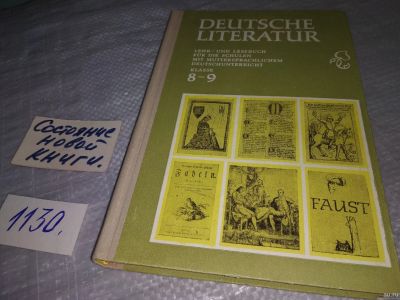 DEUTSCHE
LITERATUR
LEHR- UND LESEBUCH
FÜR DIE SCHULEN
MIT MUTTERSPRACHLICHEM
DEUTSCHUNTERRICHT
KLASSE
8-9
Fabeln.
FAUST
Состояние
новой
книги.
1130.